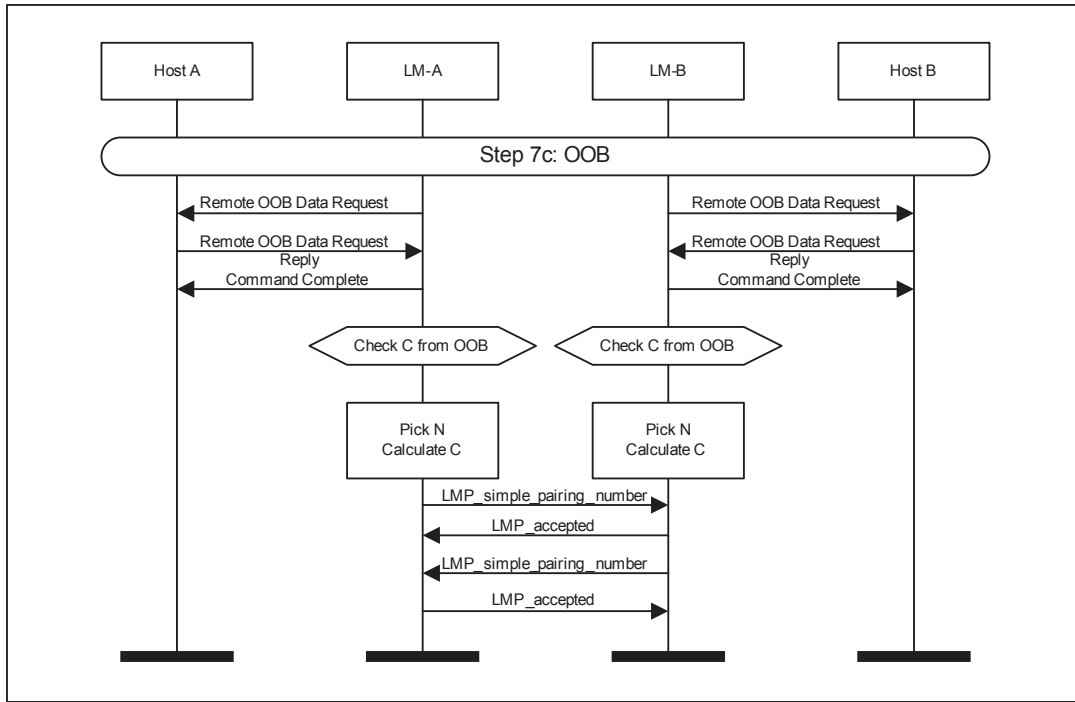 Host A
LM-A
LM-B
Host B
Step 7c: OOB
Remote OOB Data Request
Remote OOB Data Request
Remote OOB Data Request
Reply
Remote OOB Data Request
Reply
Command Complete
Command Complete
Check C from OOB
Check C from OOB
Pick N
Calculate C
Pick N
Calculate C
LMP_simple_pairing_number
LMP_accepted
LMP_simple_pairing_number
LMP_accepted